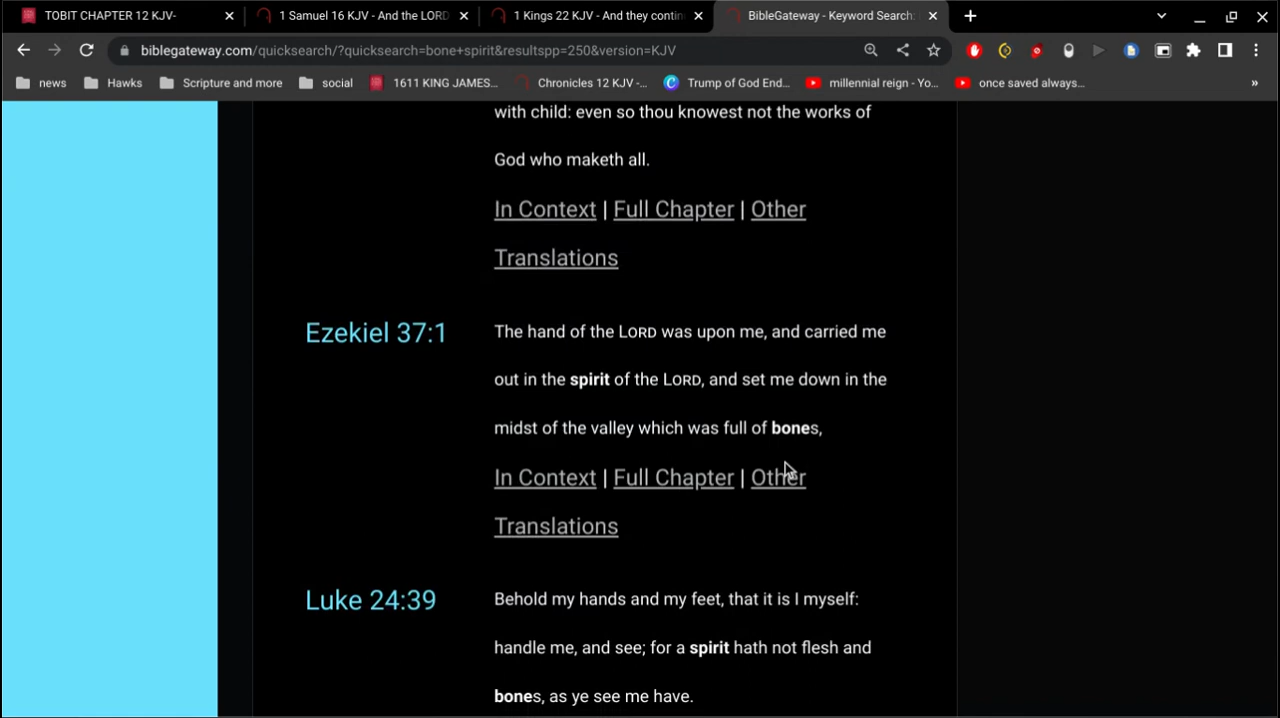 TOBIT CHAPTER 12 KJV-
1 Samuel 16 KJV - And the LORD
1 Kings 22 KJV - And they contin
BibleGateway - Keyword Search:
biblegateway.com/quicksearch/?quicksearch=bone+spirit&resultspp=250&version=KJV
news
Hawks
Scripture and more
social
1611 KING JAMES...
Chronicles 12 KJV -...
Trump of God End...
millennial reign - Yo...
once saved always...
»
with child: even so thou knowest not the works of
God who maketh all.
In Context | Full Chapter | Other
Translations
Ezekiel 37:1
The hand of the LORD was upon me, and carried me
out in the spirit of the LORD, and set me down in the
midst of the valley which was full of bones,
In Context | Full Chapter | Other
Translations
Luke 24:39
Behold my hands and my feet, that it is I myself:
handle me, and see; for a spirit hath not flesh and
bones, as ye see me have.